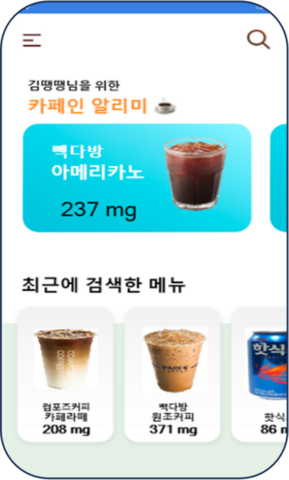 김땡땡님을 위한
카페인 알리미
빽다방
아메리카노
237 mg
최근에 검색한 메뉴
핫식
컴포즈커피
카페라떼
208 mg
빽다방
원조커피
371 mg
핫식
86 m